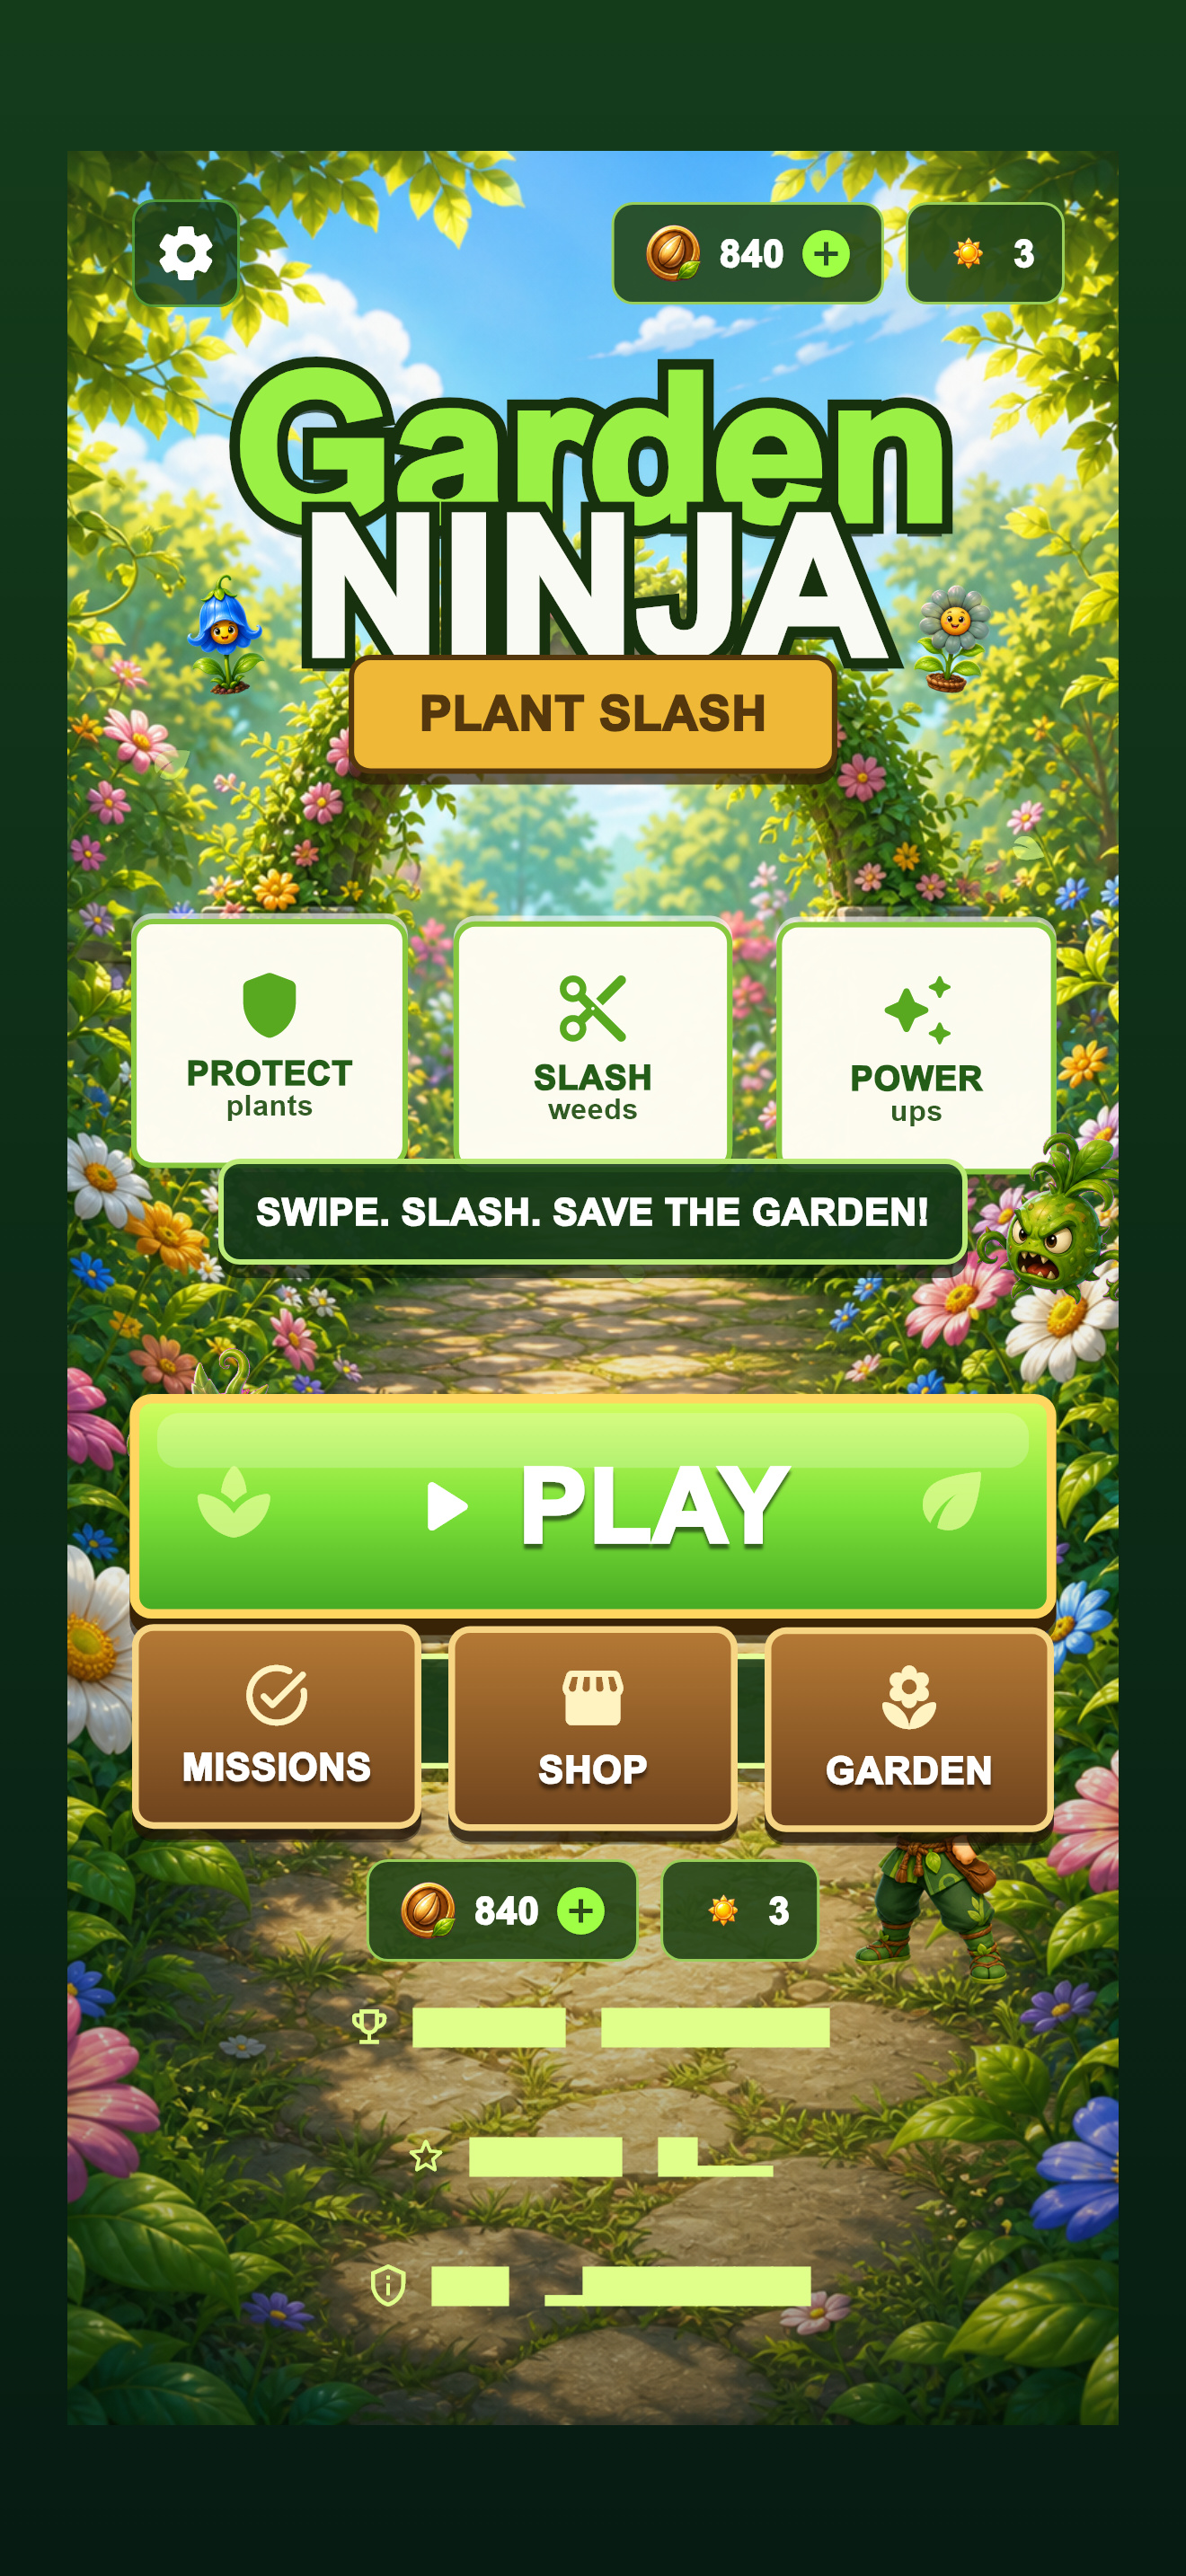 840 + 3
Garden
NINJA
PLANT SLASH
PROTECT
plants
SLASH
weeds
POWER
ups
SWIPE. SLASH. SAVE THE GARDEN!
PLAY
MISSIONS
SHOP
GARDEN
840 + 3